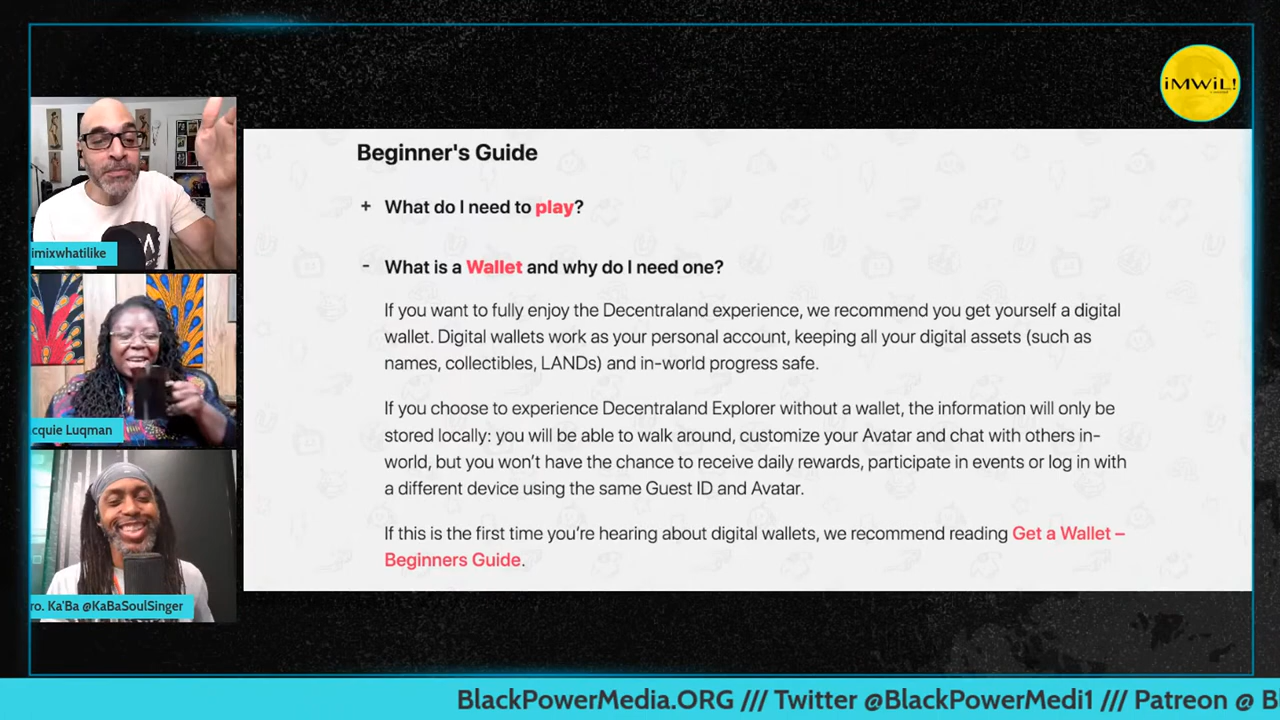 iMWiL!
Beginner's Guide
+ What do I need to play?
- What is a Wallet and why do I need one?
If you want to fully enjoy the Decentraland experience, we recommend you get yourself a digital
wallet. Digital wallets work as your personal account, keeping all your digital assets (such as
names, collectibles, LANDs) and in-world progress safe.
If you choose to experience Decentraland Explorer without a wallet, the information will only be
stored locally: you will be able to walk around, customize your Avatar and chat with others in-
world, but you won't have the chance to receive daily rewards, participate in events or log in with
a different device using the same Guest ID and Avatar.
If this is the first time you're hearing about digital wallets, we recommend reading Get a Wallet –
Beginners Guide.
imixwhatilike
cquie Luqman
ro. Ka'Ba @KaBaSoulSinger
BlackPowerMedia.ORG /// Twitter @BlackPowerMedi1 /// Patreon @ B